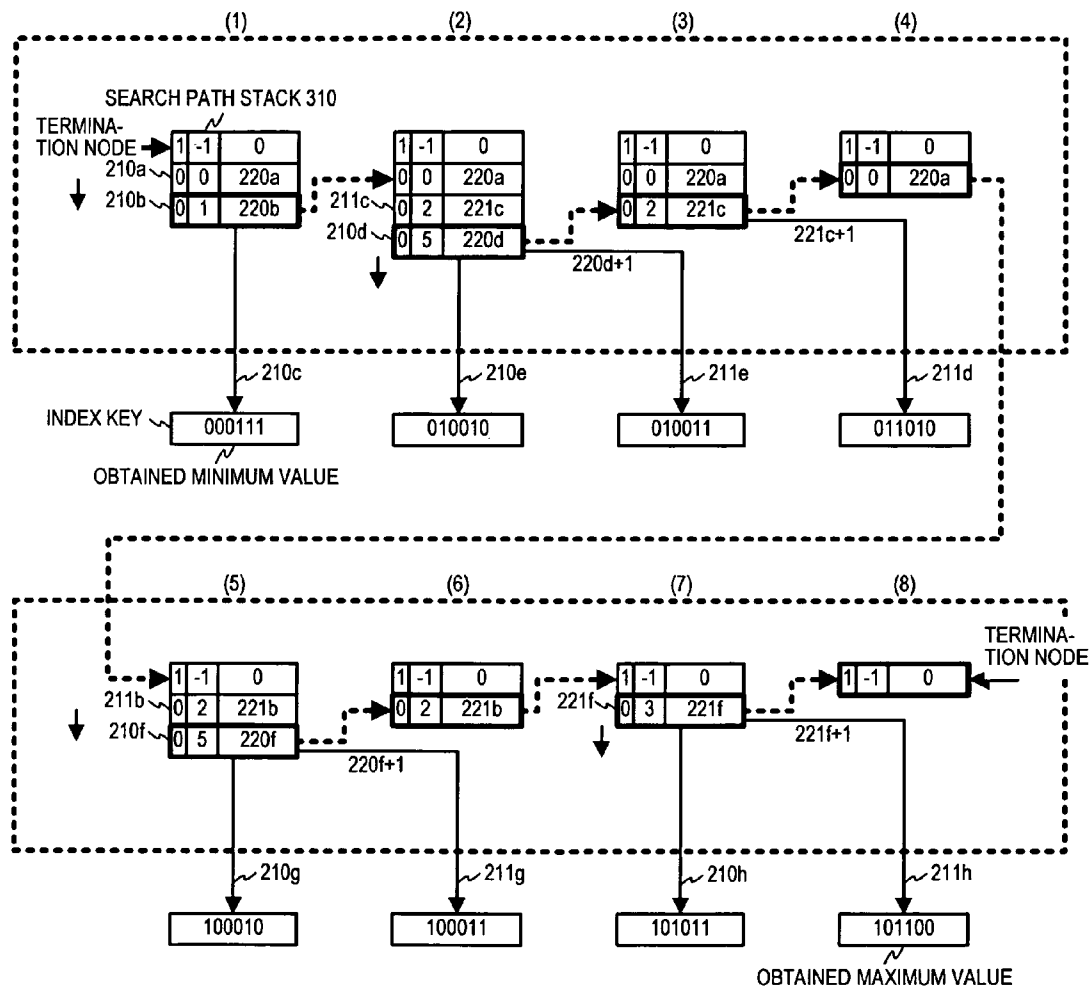 (1) (2) (3) (4)
SEARCH PATH STACK 310
TERMINA-
TION NODE
1 -1 0 1 -1 0 1 -1 0 1 -1 0
210a 0 0 220a 0 0 220a 0 0 220a 0 0 220a
210b 0 1 220b 211c 0 2 221c 0 2 221c
210d 0 5 220d
220d+1 221c+1
210c 210e 211e 211d
INDEX KEY 000111 010010 010011 011010
OBTAINED MINIMUM VALUE
(5) (6) (7) (8)
TERMINA-
TION NODE
1 -1 0 1 -1 0 1 -1 0 1 -1 0
211b 0 2 221b 0 2 221b 221f 0 3 221f
210f 0 5 220f
220f+1 221f+1
210g 211g 210h 211h
100010 100011 101011 101100
OBTAINED MAXIMUM VALUE